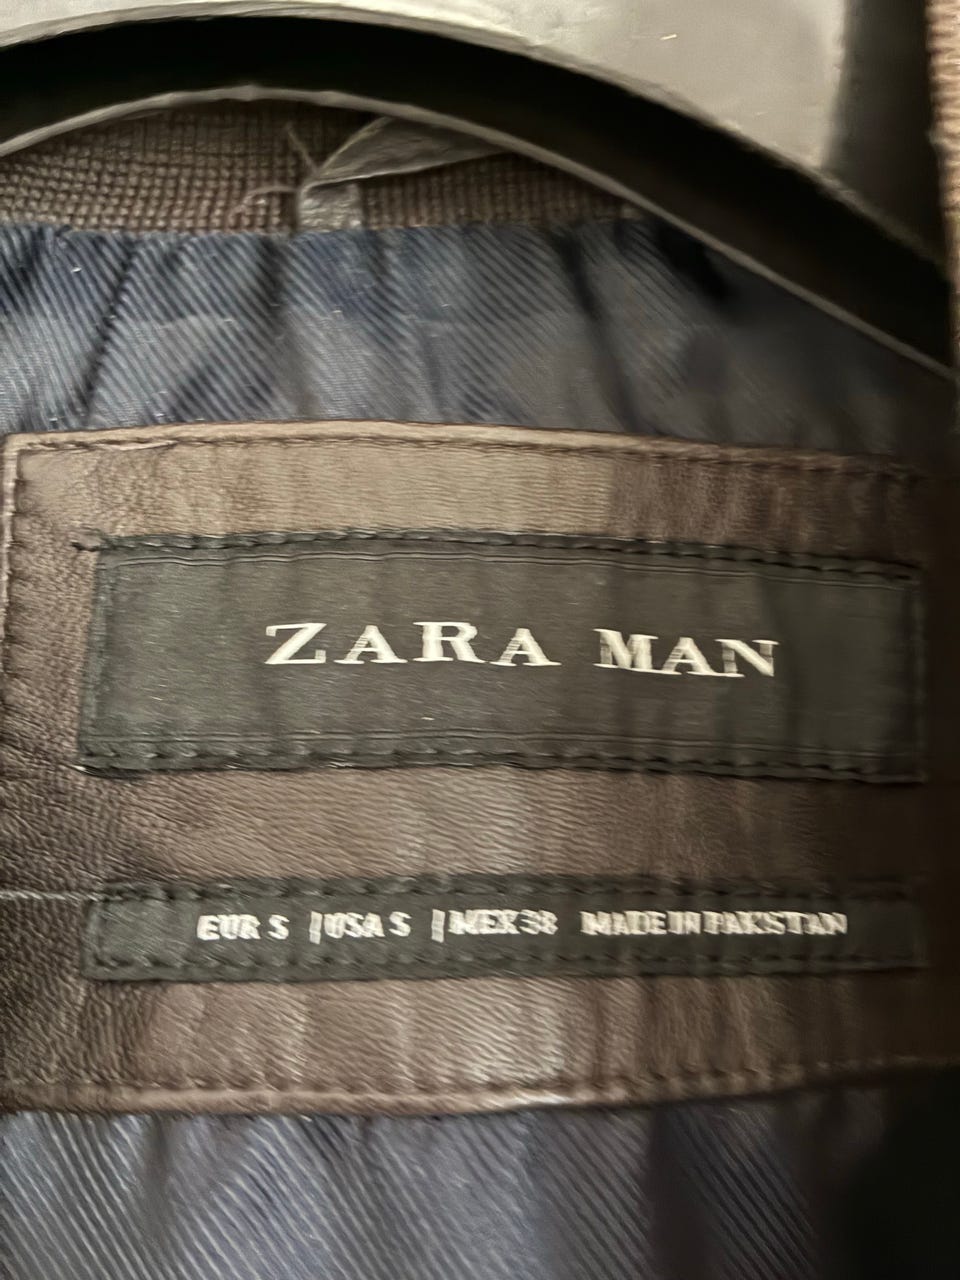 ZARA MAN
EUR S | USA S | MEX 38 MADE IN PAKISTAN